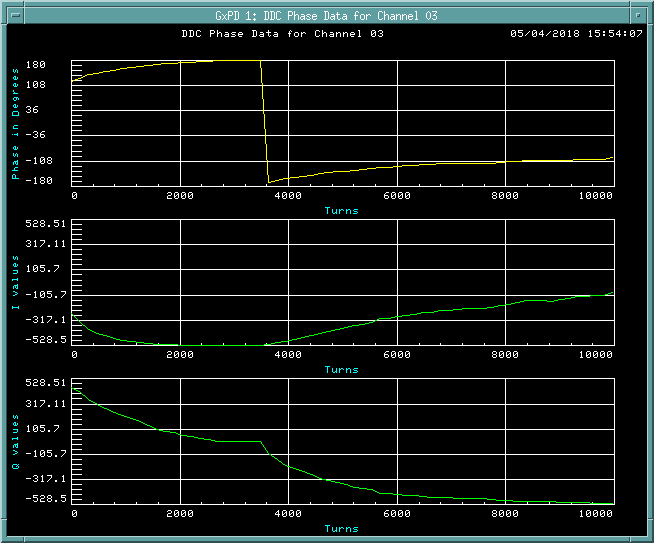 GxPD 1: DDC Phase Data for Channel 03
DDC Phase Data for Channel 03
05/04/2018 15:54:07
Phase in Degrees
180
108
36
-36
-108
-180
0 2000 4000 6000 8000 10000
Turns
I values
528.51
317.11
105.7
-105.7
-317.1
-528.5
0 2000 4000 6000 8000 10000
Turns
Q values
528.51
317.11
105.7
-105.7
-317.1
-528.5
0 2000 4000 6000 8000 10000
Turns